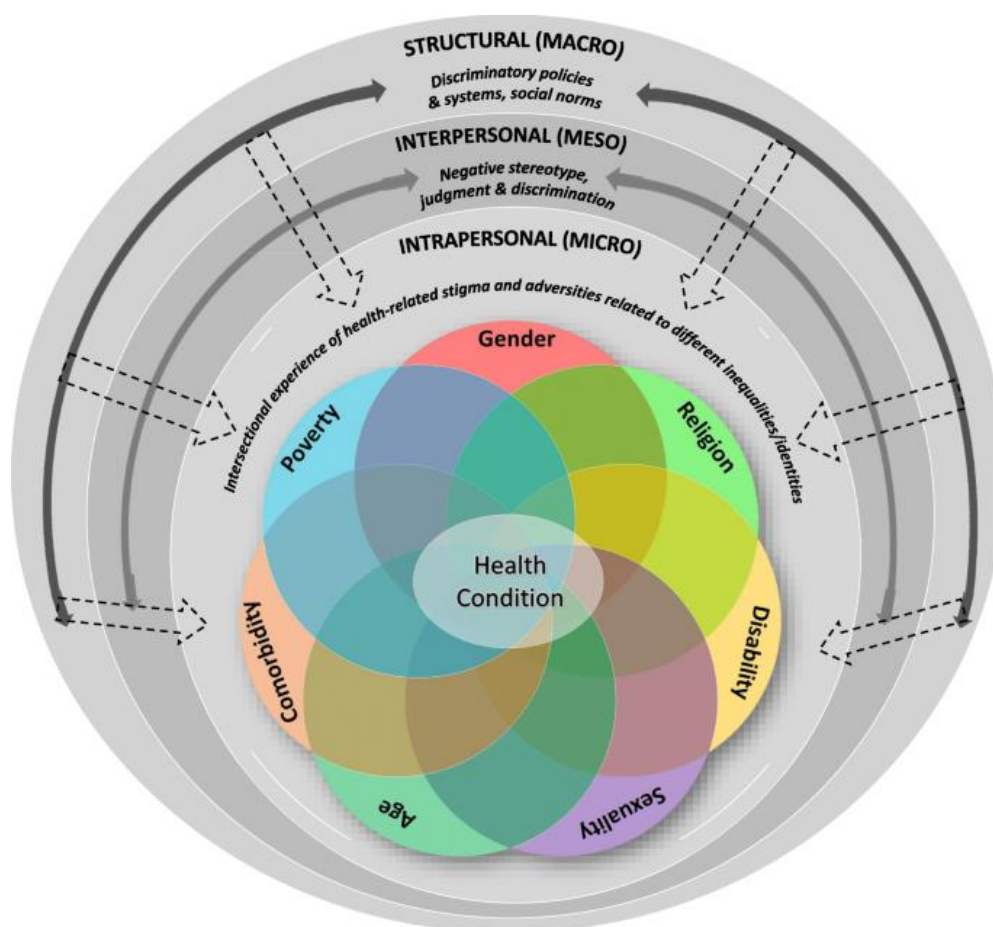 STRUCTURAL (MACRO)
Discriminatory policies
& systems, social norms
INTERPERSONAL (MESO)
Negative stereotype,
judgment & discrimination
INTRAPERSONAL (MICRO)
Intersectional experience of health-related stigma and adversities related to different inequalities/identities
Gender
Poverty
Religion
Health
Condition
Comorbidity
Disability
Age
Sexuality